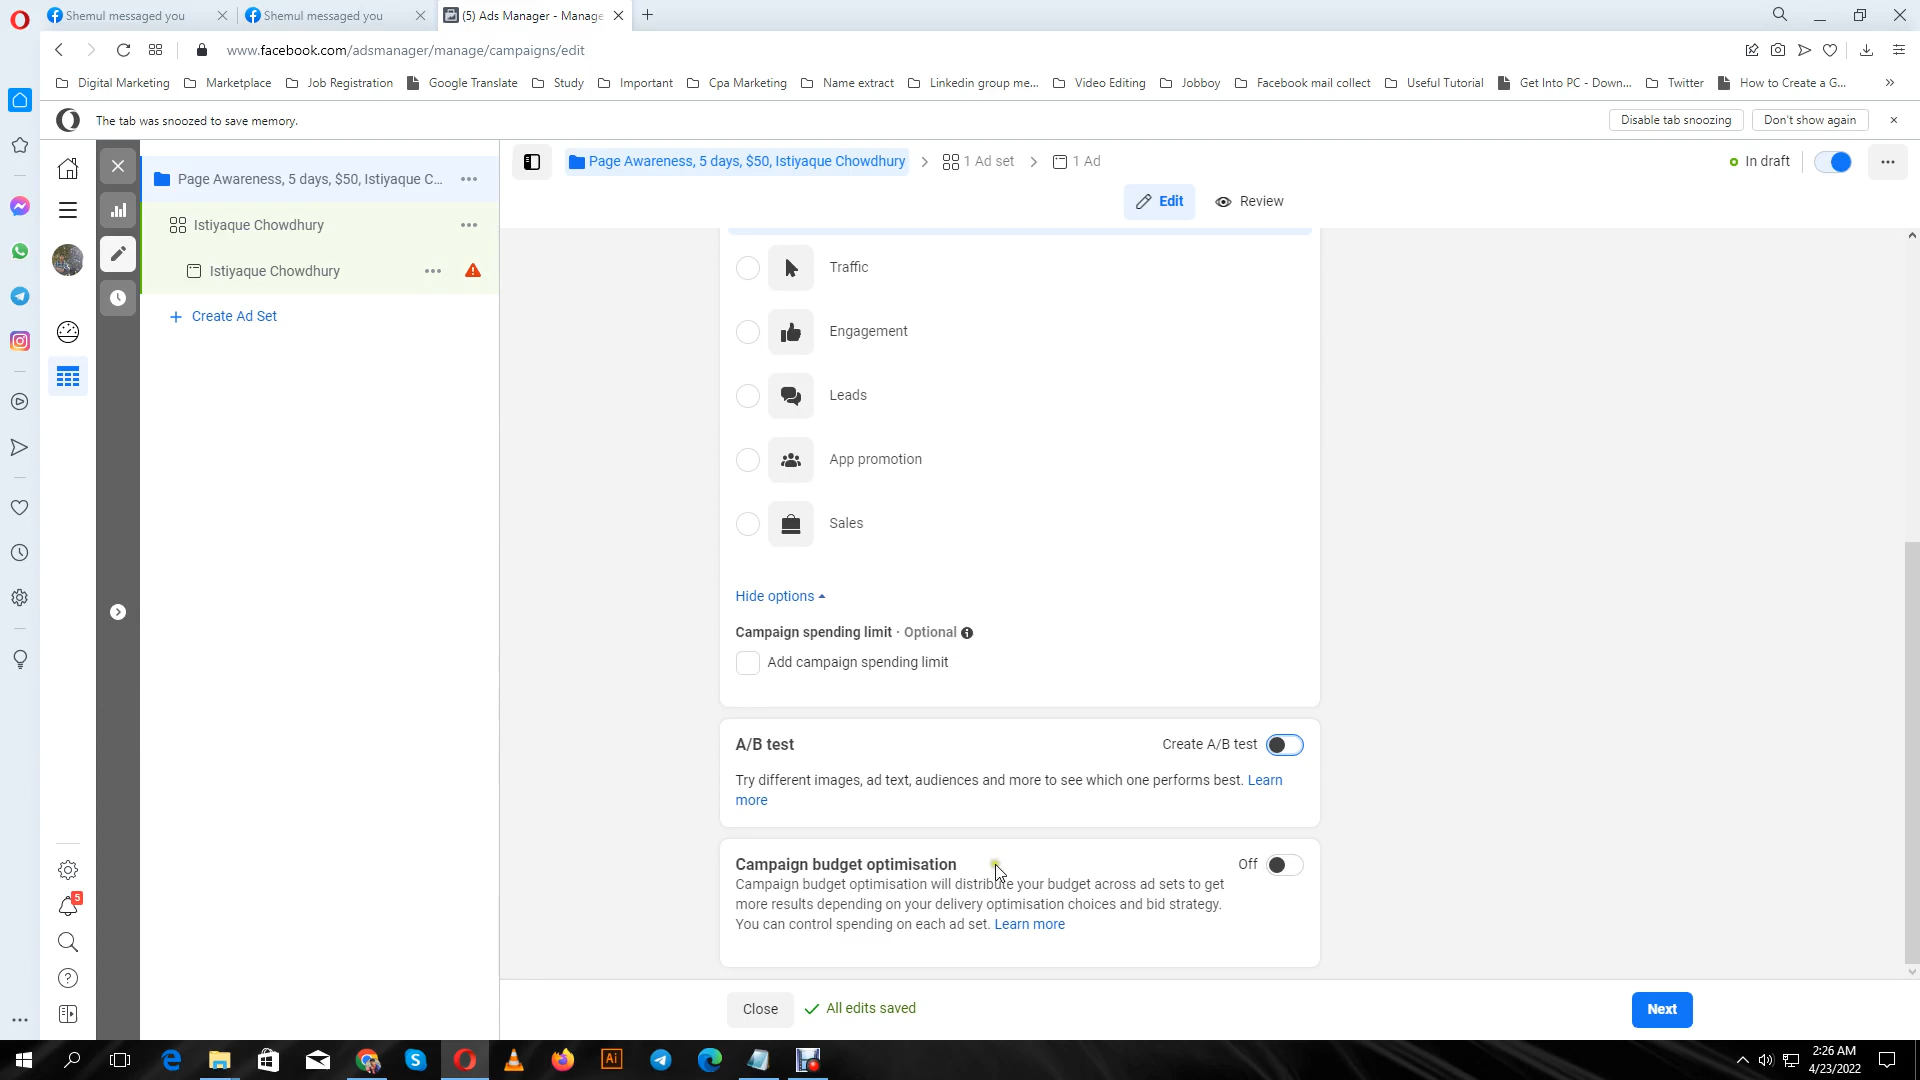 Shemul messaged you
Shemul messaged you
(5) Ads Manager - Manage
www.facebook.com/adsmanager/manage/campaigns/edit
Digital Marketing
Marketplace
Job Registration
Google Translate
Study
Important
Cpa Marketing
Name extract
Linkedin group me...
Video Editing
Jobboy
Facebook mail collect
Useful Tutorial
Get Into PC - Down...
Twitter
How to Create a G...
The tab was snoozed to save memory.
Disable tab snoozing
Don't show again
Page Awareness, 5 days, $50, Istiyaque C...
Istiyaque Chowdhury
Istiyaque Chowdhury
+ Create Ad Set
Page Awareness, 5 days, $50, Istiyaque Chowdhury
1 Ad set
1 Ad
In draft
Edit
Review
Traffic
Engagement
Leads
App promotion
Sales
Hide options
Campaign spending limit · Optional
Add campaign spending limit
A/B test
Create A/B test
Try different images, ad text, audiences and more to see which one performs best. Learn
more
Campaign budget optimisation
Off
Campaign budget optimisation will distribute your budget across ad sets to get
more results depending on your delivery optimisation choices and bid strategy.
You can control spending on each ad set. Learn more
5
Close
All edits saved
Next
Ai
2:26 AM
4/23/2022